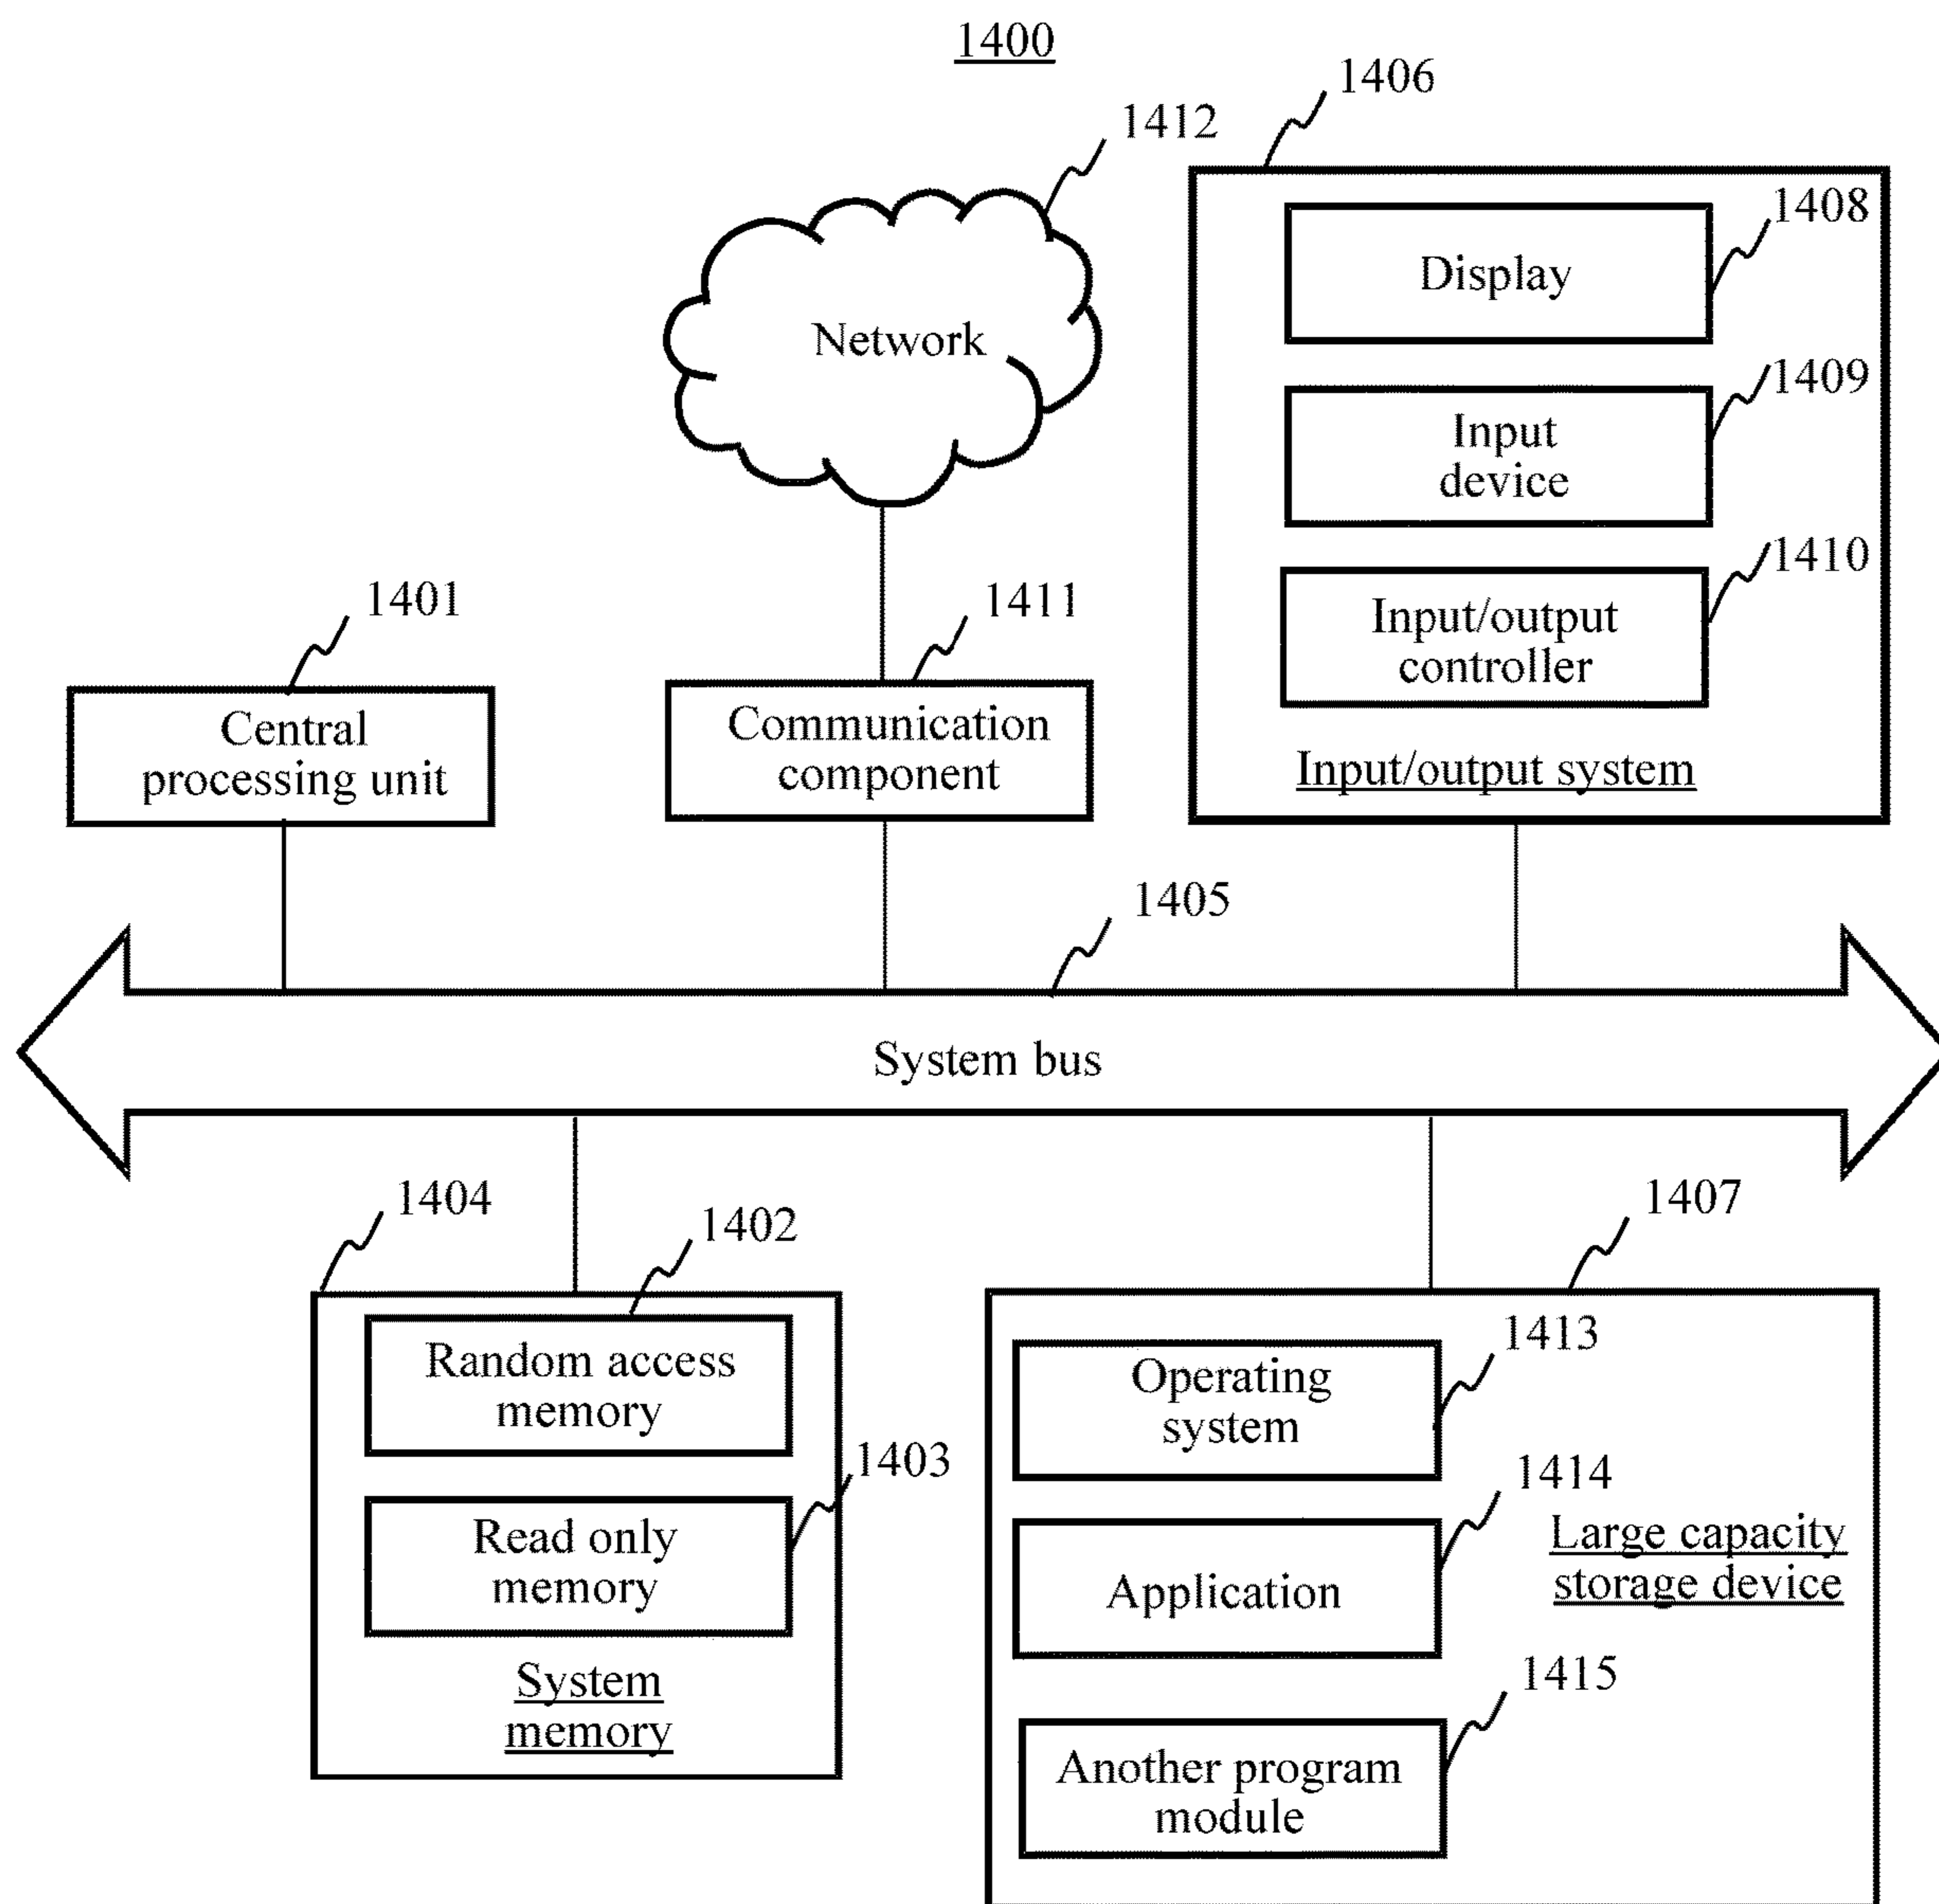 1400
1406
1412
1408
Display
Network
1409
Input
device
1410
Input/output
controller
1401
1411
Central
processing unit
Communication
component
Input/output system
1405
System bus
1404
1402
1407
Random access
memory
1413
Operating
system
1403
Read only
memory
1414
Large capacity
storage device
Application
System
memory
1415
Another program
module